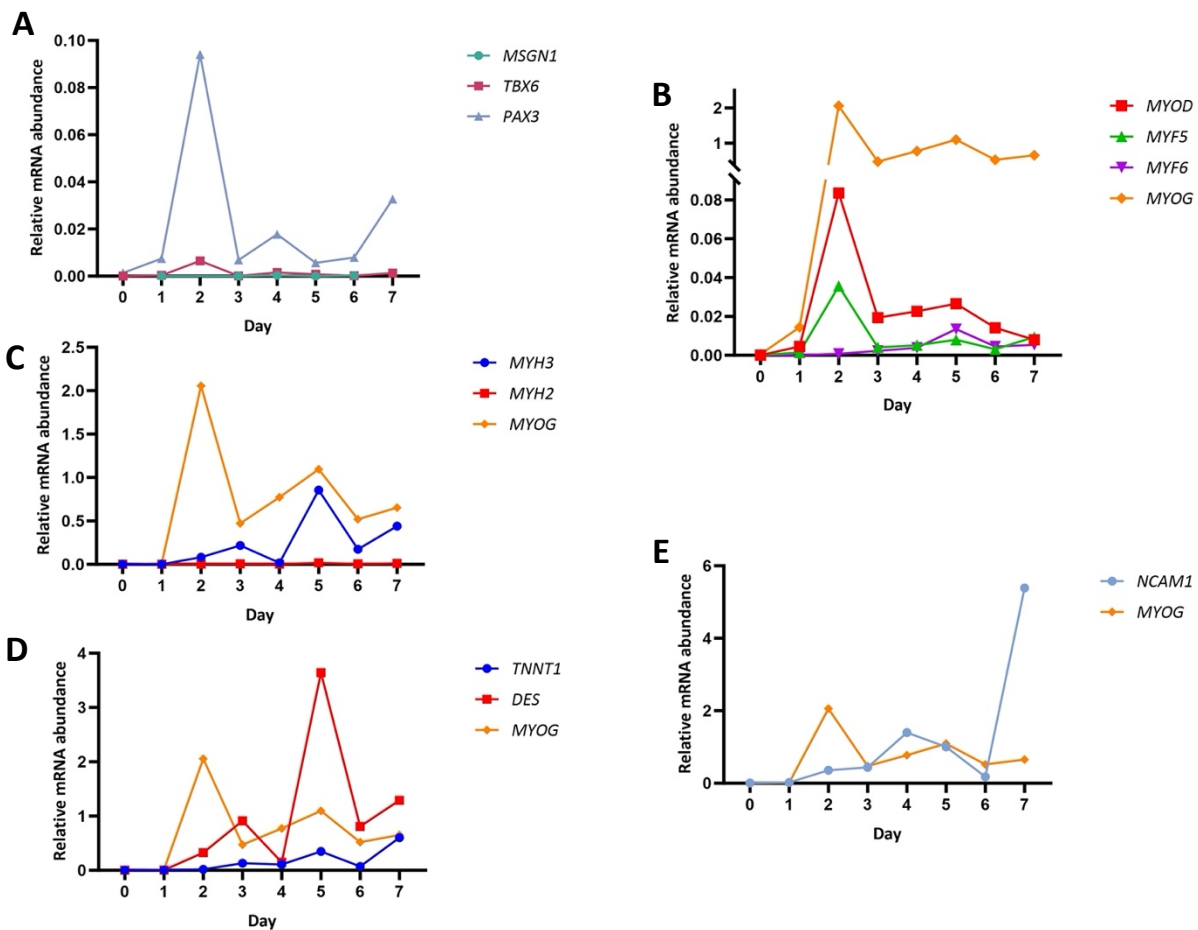 A
Relative mRNA abundance
0.10
0.08
0.06
0.04
0.02
0.00
0 1 2 3 4 5 6 7
Day
MSGN1
TBX6
PAX3
B
Relative mRNA abundance
2
1
0.08
0.06
0.04
0.02
0.00
0 1 2 3 4 5 6 7
Day
MYOD
MYF5
MYF6
MYOG
C
Relative mRNA abundance
2.5
2.0
1.5
1.0
0.5
0.0
0 1 2 3 4 5 6 7
Day
MYH3
MYH2
MYOG
D
Relative mRNA abundance
4
3
2
1
0
0 1 2 3 4 5 6 7
Day
TNNT1
DES
MYOG
E
Relative mRNA abundance
6
4
2
0
0 1 2 3 4 5 6 7
Day
NCAM1
MYOG